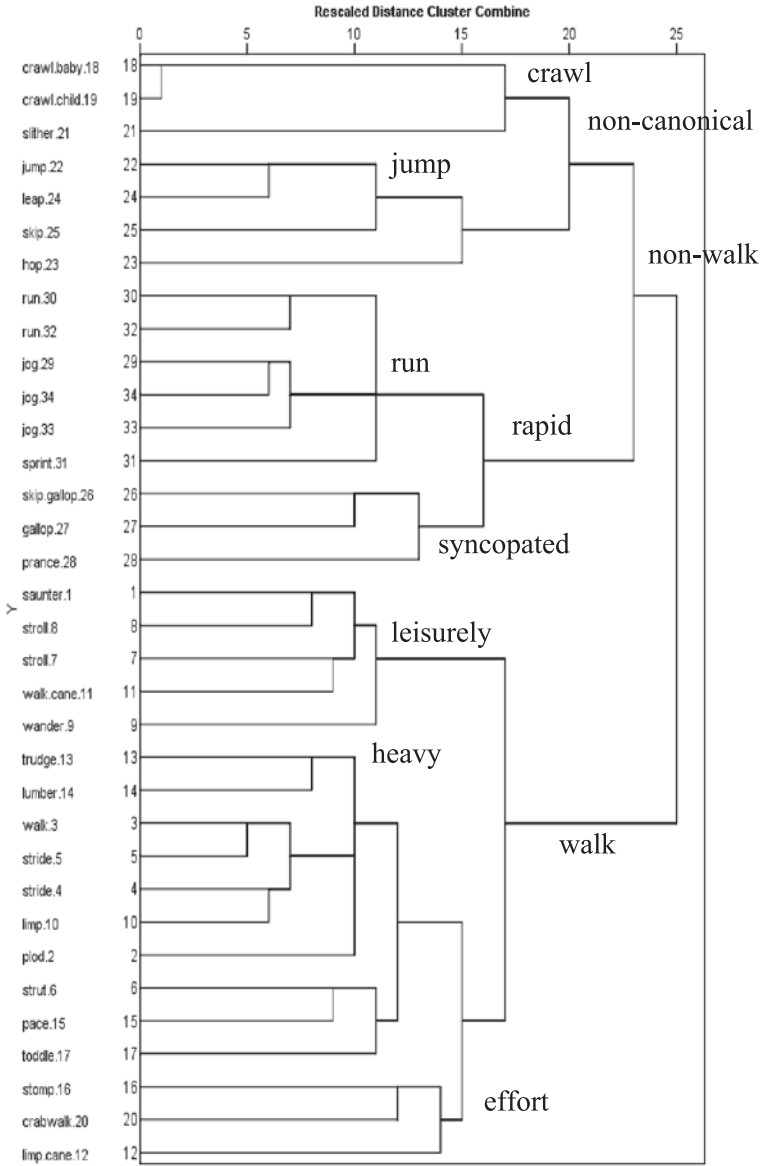 Rescaled Distance Cluster Combine
0 5 10 15 20 25
crawl.baby.18 18 crawl
crawl.child.19 19
non-canonical
slither.21 21
jump.22 22 jump
leap.24 24
skip.25 25
non-walk
hop.23 23
run.30 30
run.32 32
jog.29 29 run
jog.34 34
jog.33 33 rapid
sprint.31 31
skip.gallop.26 26
gallop.27 27
syncopated
prance.28 28
saunter.1 1
Y
stroll.8 8 leisurely
stroll.7 7
walk.cane.11 11
wander.9 9
trudge.13 13 heavy
lumber.14 14
walk.3 3
walk
stride.5 5
stride.4 4
limp.10 10
plod.2 2
strut.6 6
pace.15 15
toddle.17 17
stomp.16 16
effort
crabwalk.20 20
limp.cane.12 12